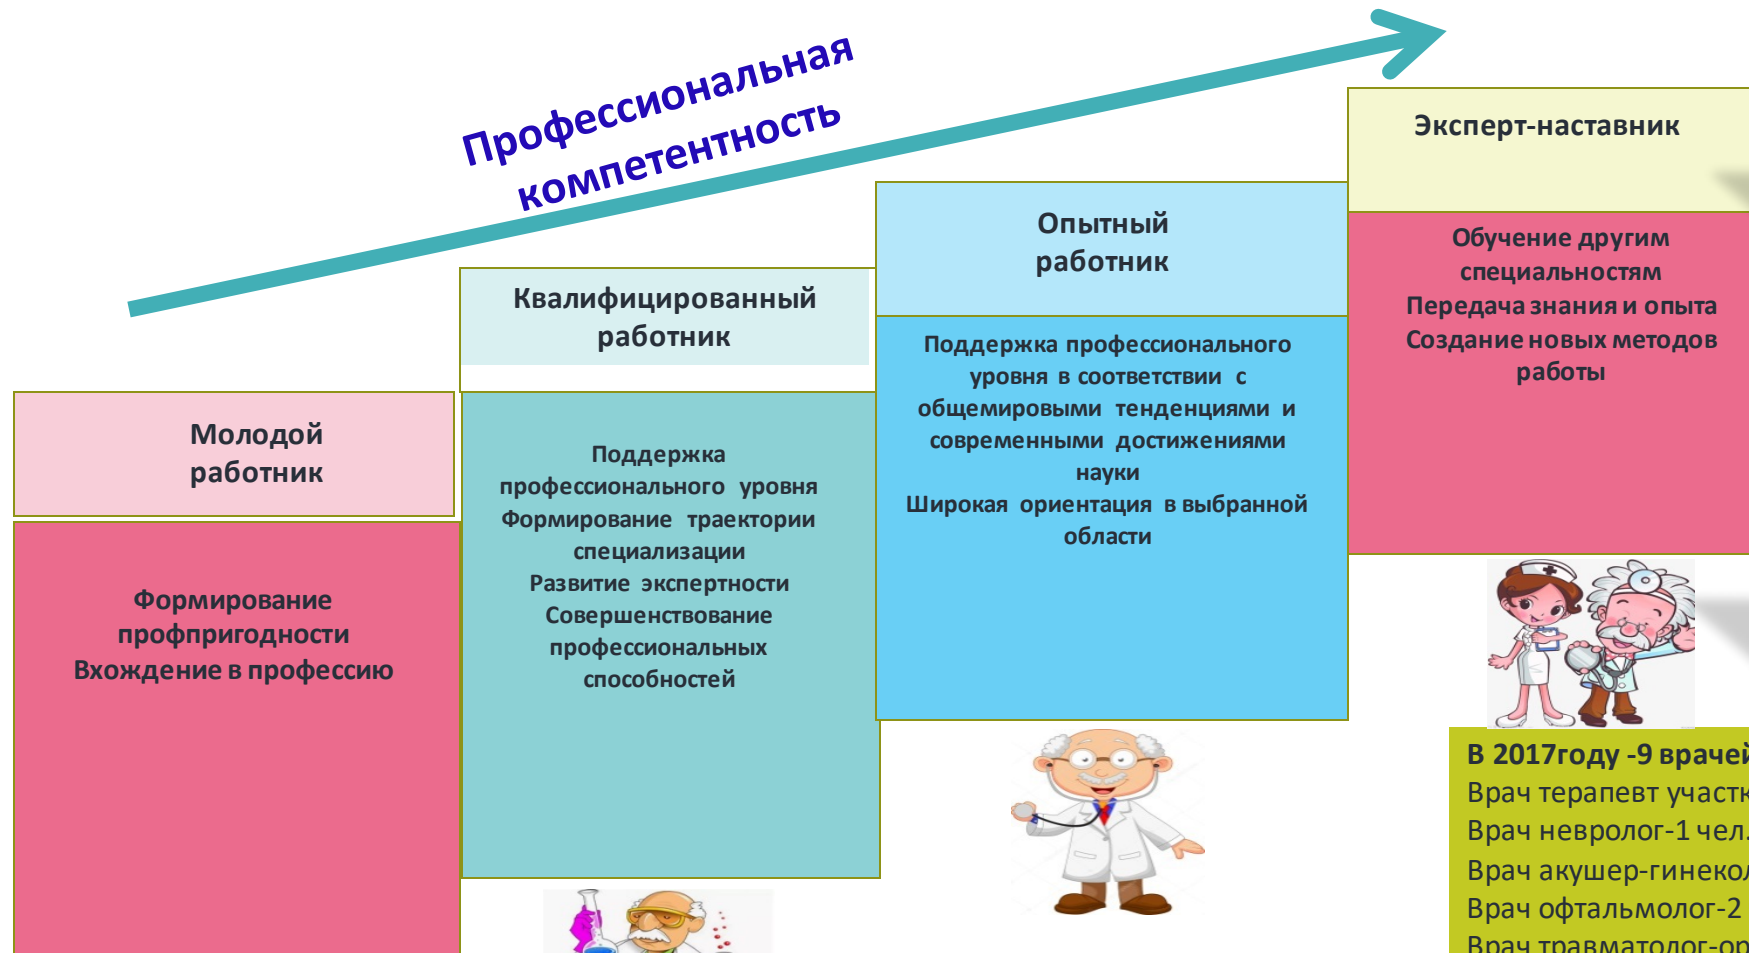 Профессиональная
компетентность
Эксперт-наставник
Обучение другим
специальностям
Передача знания и опыта
Создание новых методов
работы
Опытный
работник
Поддержка профессионального
уровня в соответствии с
общемировыми тенденциями и
современными достижениями
науки
Широкая ориентация в выбранной
области
Квалифицированный
работник
Поддержка
профессионального уровня
Формирование траектории
специализации
Развитие экспертности
Совершенствование
профессиональных
способностей
Молодой
работник
Формирование
профпригодности
Вхождение в профессию
В 2017году -9 врачей
Врач терапевт
Врач невролог-1 чел.
Врач
Врач офтальмолог-2
Врач